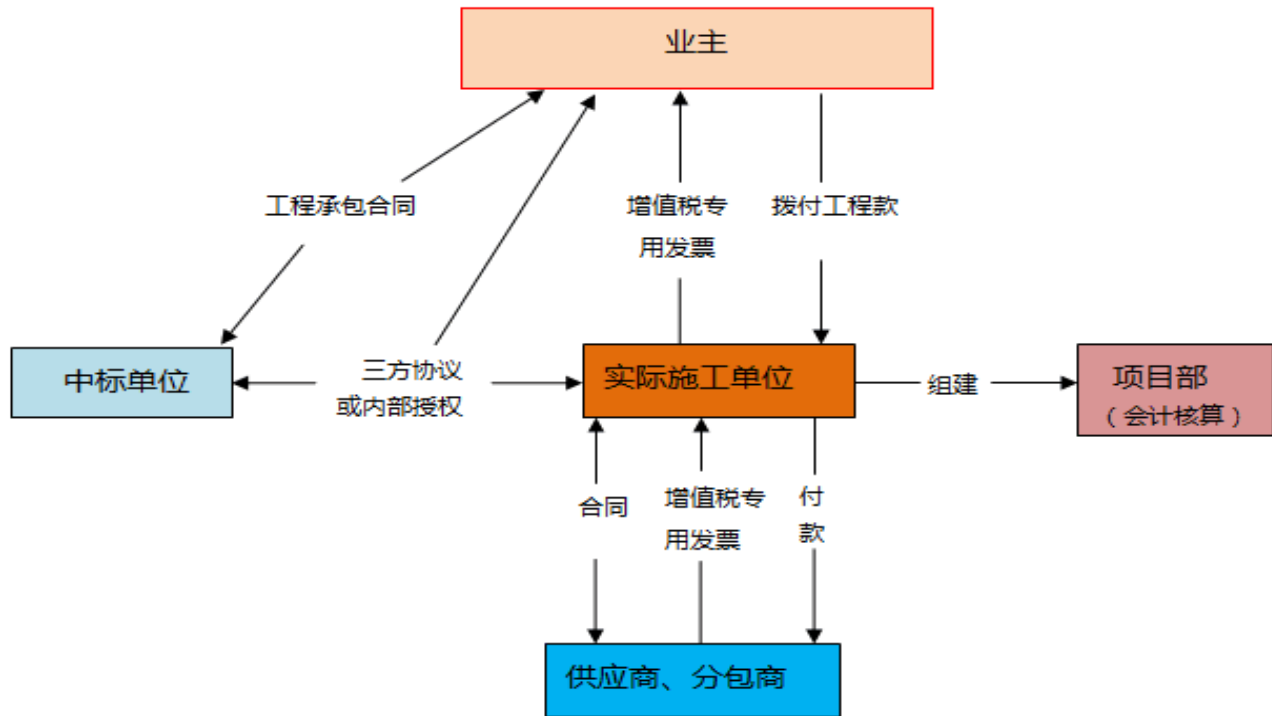 业主
工程承包合同
增值税专
用发票
拨付工程款
中标单位
三方协议
或内部授权
实际施工单位
组建
项目部
（会计核算）
合同
增值税专
用发票
付
款
供应商、分包商